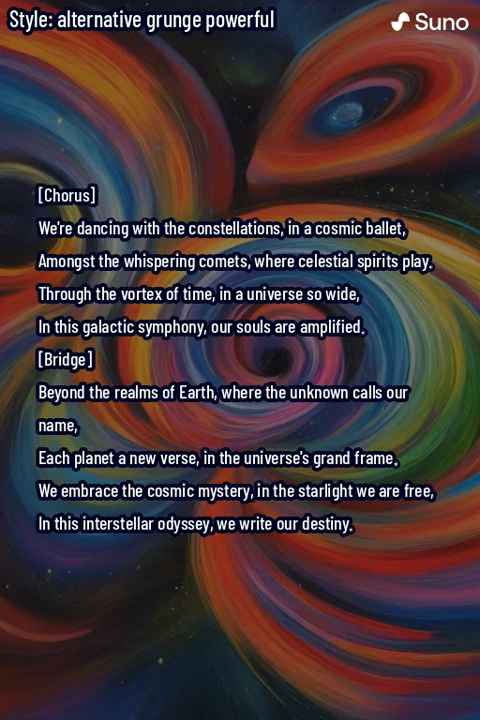 Style: alternative grunge powerful
Suno
[Chorus]
We're dancing with the constellations, in a cosmic ballet,
Amongst the whispering comets, where celestial spirits play.
Through the vortex of time, in a universe so wide,
In this galactic symphony, our souls are amplified.
[Bridge]
Beyond the realms of Earth, where the unknown calls our
name,
Each planet a new verse, in the universe's grand frame.
We embrace the cosmic mystery, in the starlight we are free,
In this interstellar odyssey, we write our destiny.